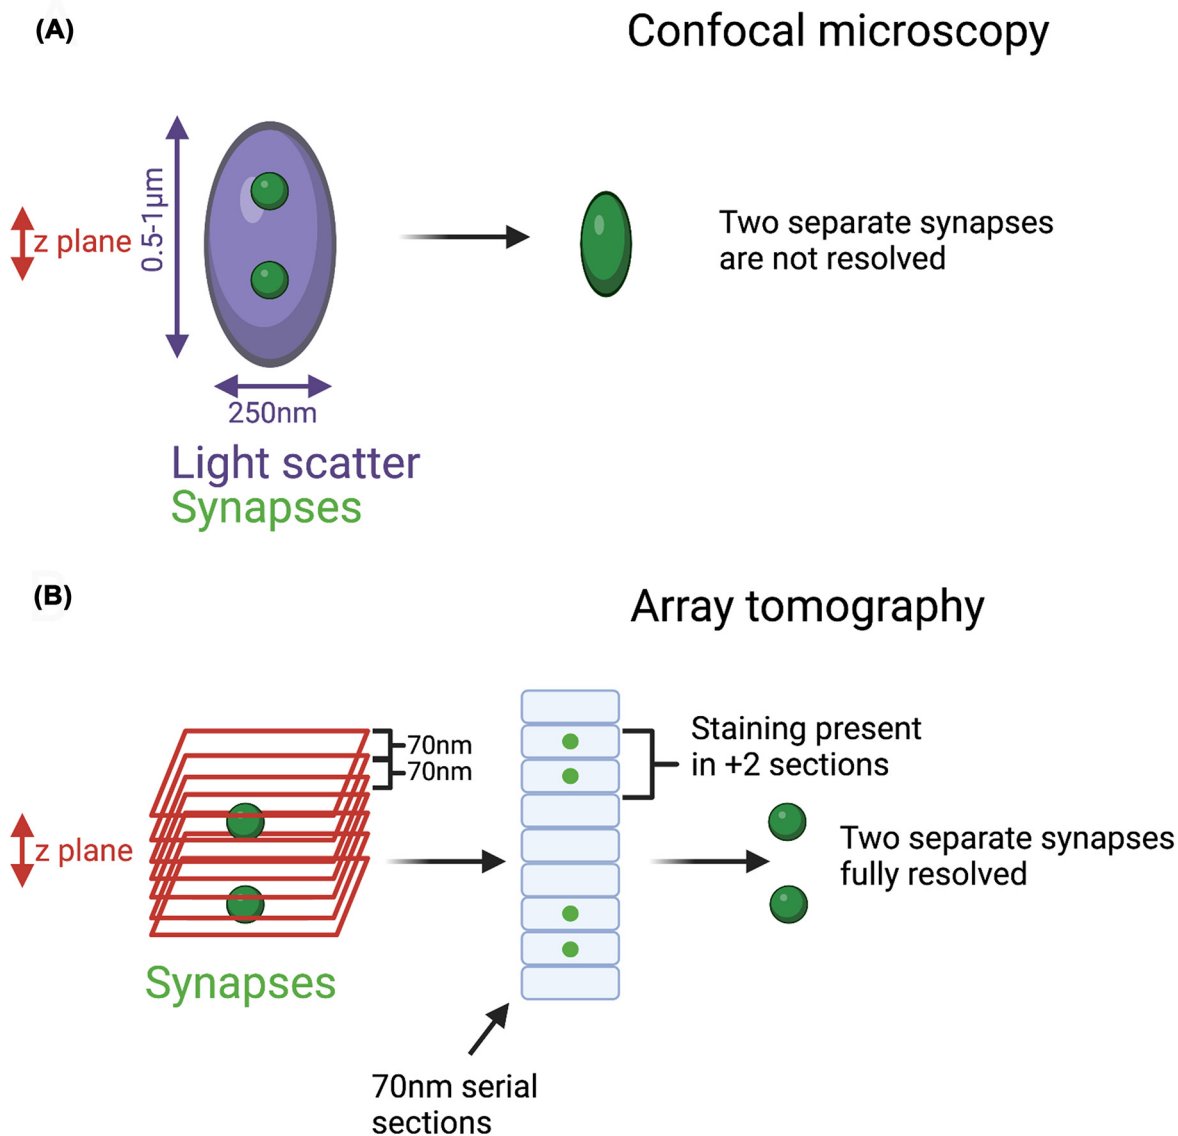 (A)
Confocal microscopy
z plane
0.5-1μm
Two separate synapses
are not resolved
250nm
Light scatter
Synapses
(B)
Array tomography
70nm
70nm
Staining present
in +2 sections
z plane
Two separate synapses
fully resolved
Synapses
70nm serial
sections